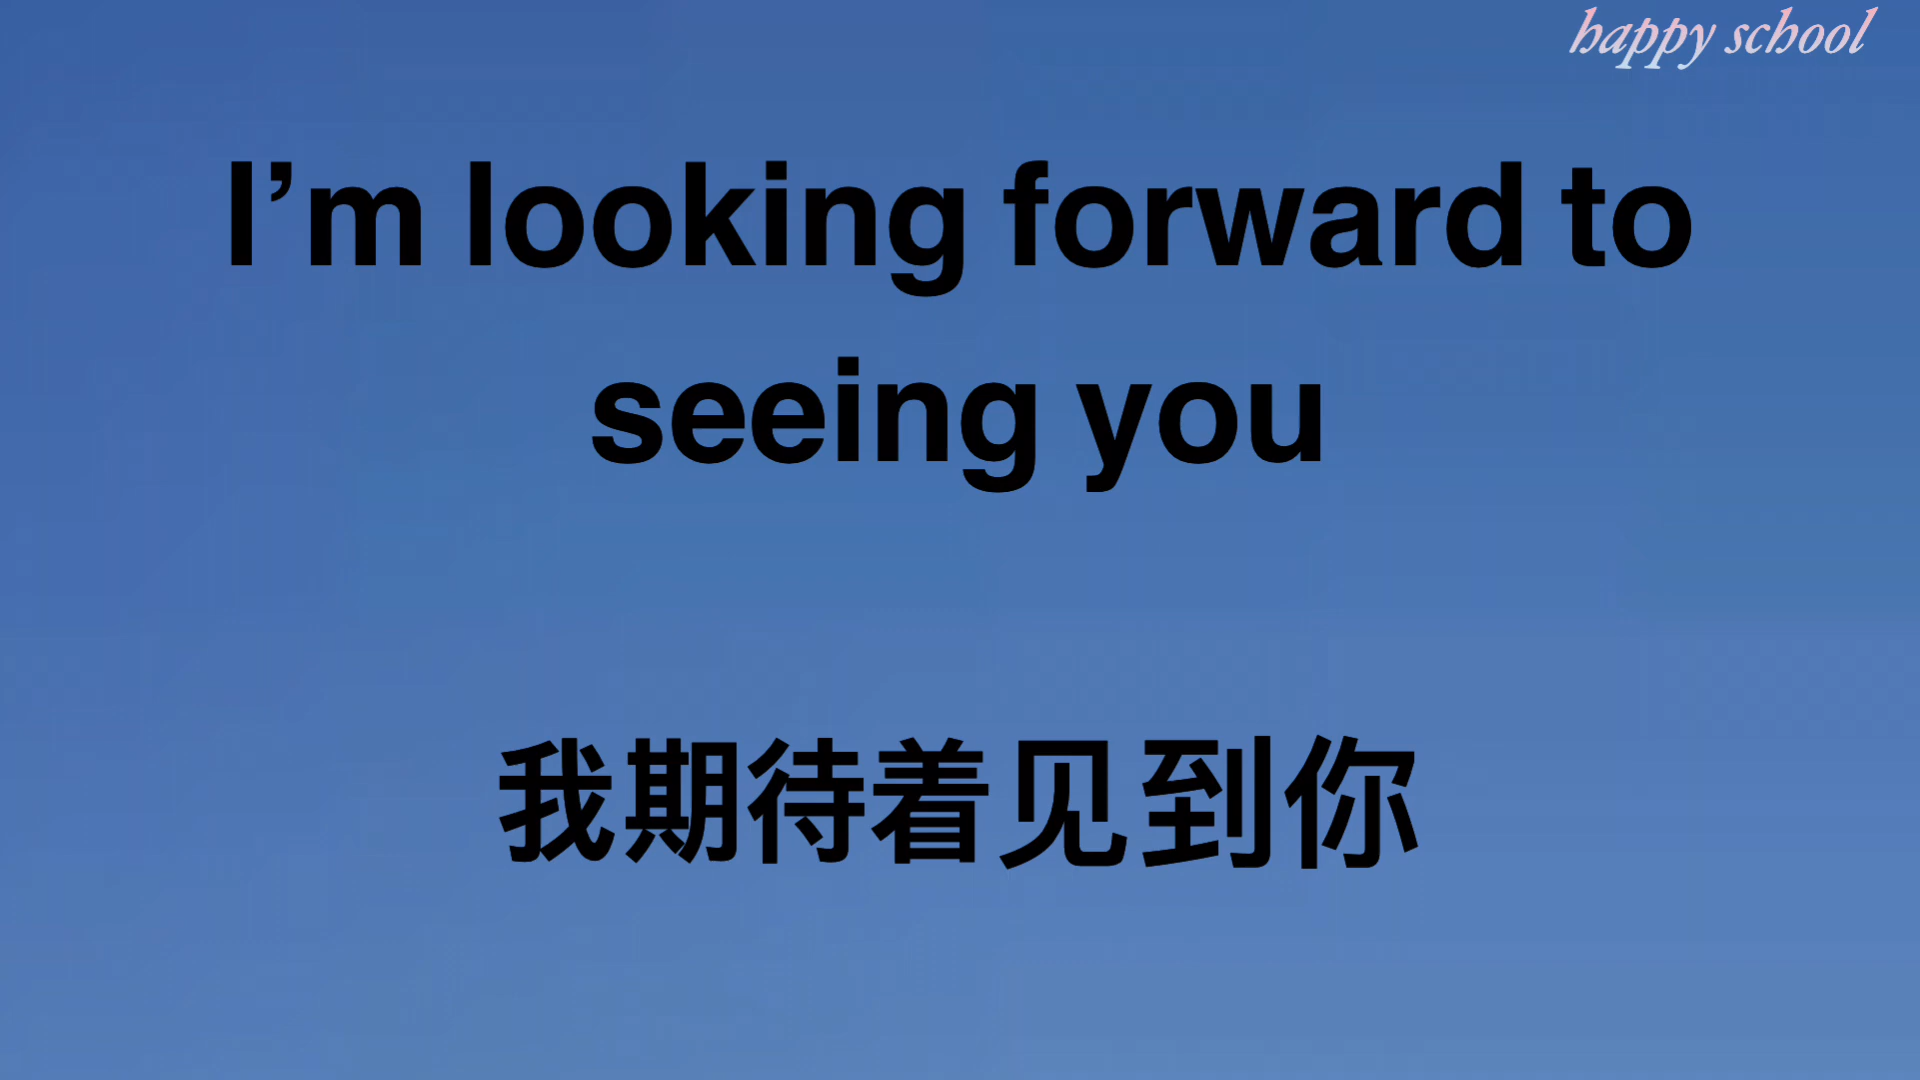 happy school
I’m looking forward to
seeing you
我期待着见到你